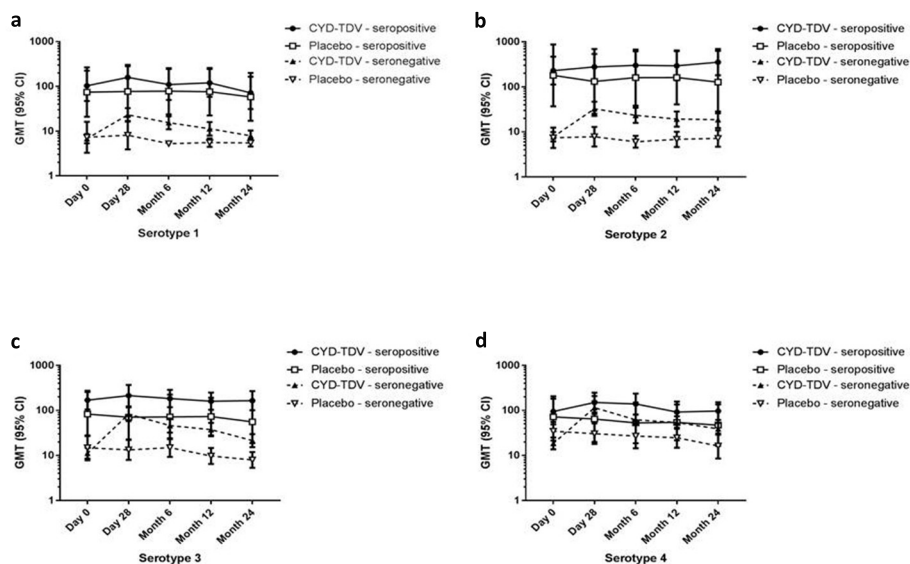 a
CYD-TDV - seropositive
Placebo - seropositive
CYD-TDV - seronegative
Placebo - seronegative
GMT (95% CI)
1000
100
10
1
Day 0
Day 28
Month 6
Month 12
Month 24
Serotype 1
b
CYD-TDV - seropositive
Placebo - seropositive
CYD-TDV - seronegative
Placebo - seronegative
GMT (95% CI)
1000
100
10
1
Day 0
Day 28
Month 6
Month 12
Month 24
Serotype 2
c
CYD-TDV - seropositive
Placebo - seropositive
CYD-TDV - seronegative
Placebo - seronegative
GMT (95% CI)
1000
100
10
1
Day 0
Day 28
Month 6
Month 12
Month 24
Serotype 3
d
CYD-TDV - seropositive
Placebo - seropositive
CYD-TDV - seronegative
Placebo - seronegative
GMT (95% CI)
1000
100
10
1
Day 0
Day 28
Month 6
Month 12
Month 24
Serotype 4